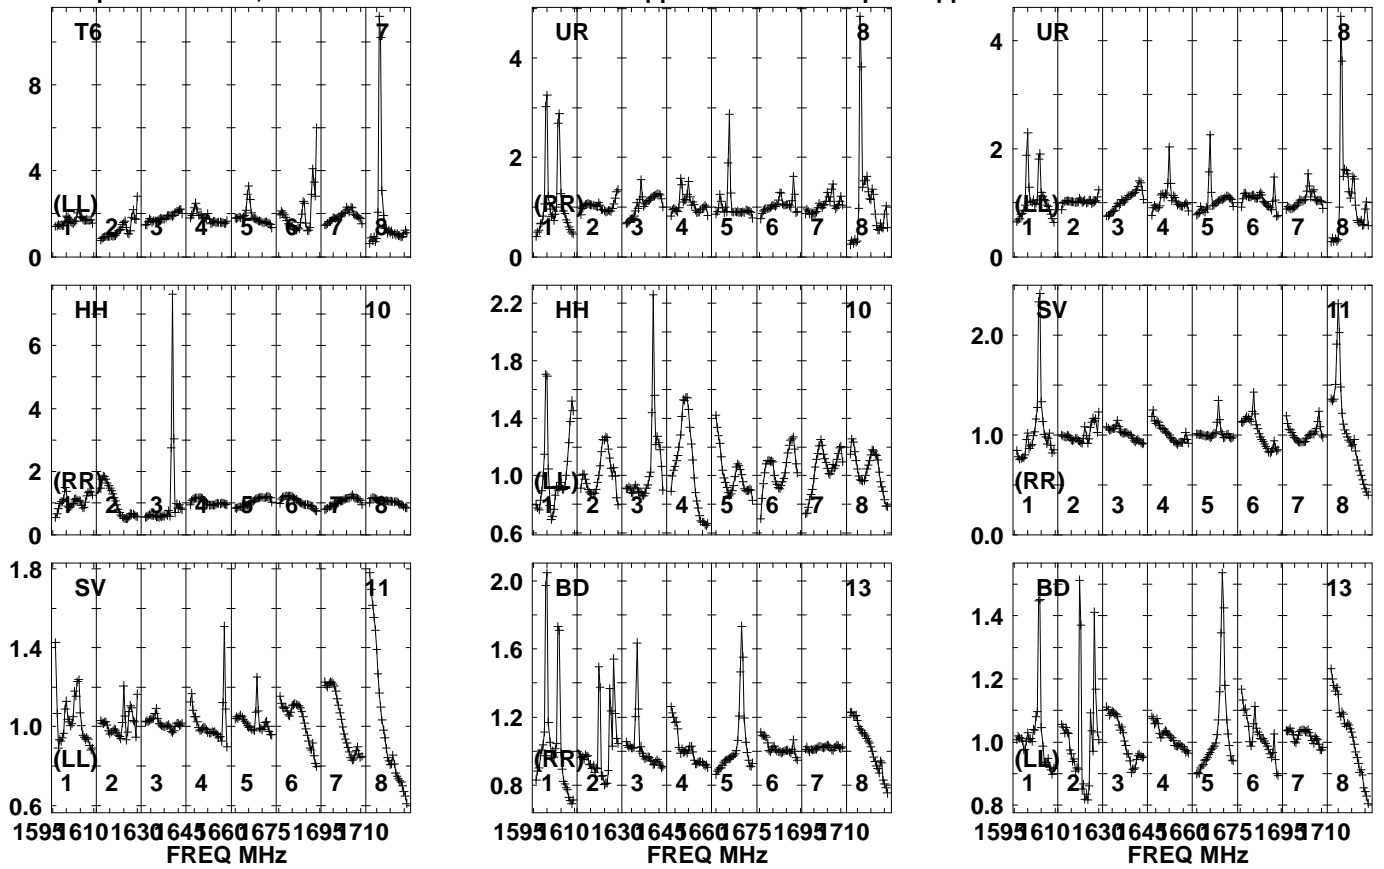 T6 7 UR 8 UR 8
12345678 8 4 0 (LL)
4 2 0 (RR) 1 2 3 4 5 6 7 8
4 2 0 (LL) 1 2 3 4 5 6 7 8
HH 10 HH 10 SV 11
6 4 2 0 (RR) 1 2 3 4 5 6 7 8
2.2 1.8 1.4 1.0 0.6 (LL) 1 2 3 4 5 6 7 8
2.0 1.0 0.0 (RR) 1 2 3 4 5 6 7 8
SV 11 BD 13 BD 13
1.8 1.4 1.0 0.6 (LL) 1 2 3 4 5 6 7 8
2.0 1.6 1.2 0.8 (RR) 1 2 3 4 5 6 7 8
1.4 1.2 1.0 0.8 (LL) 1 2 3 4 5 6 7 8
1595 1610 1630 1645 1660 1675 1695 1710
1595 1610 1630 1645 1660 1675 1695 1710
1595 1610 1630 1645 1660 1675 1695 1710
FREQ MHz FREQ MHz FREQ MHz